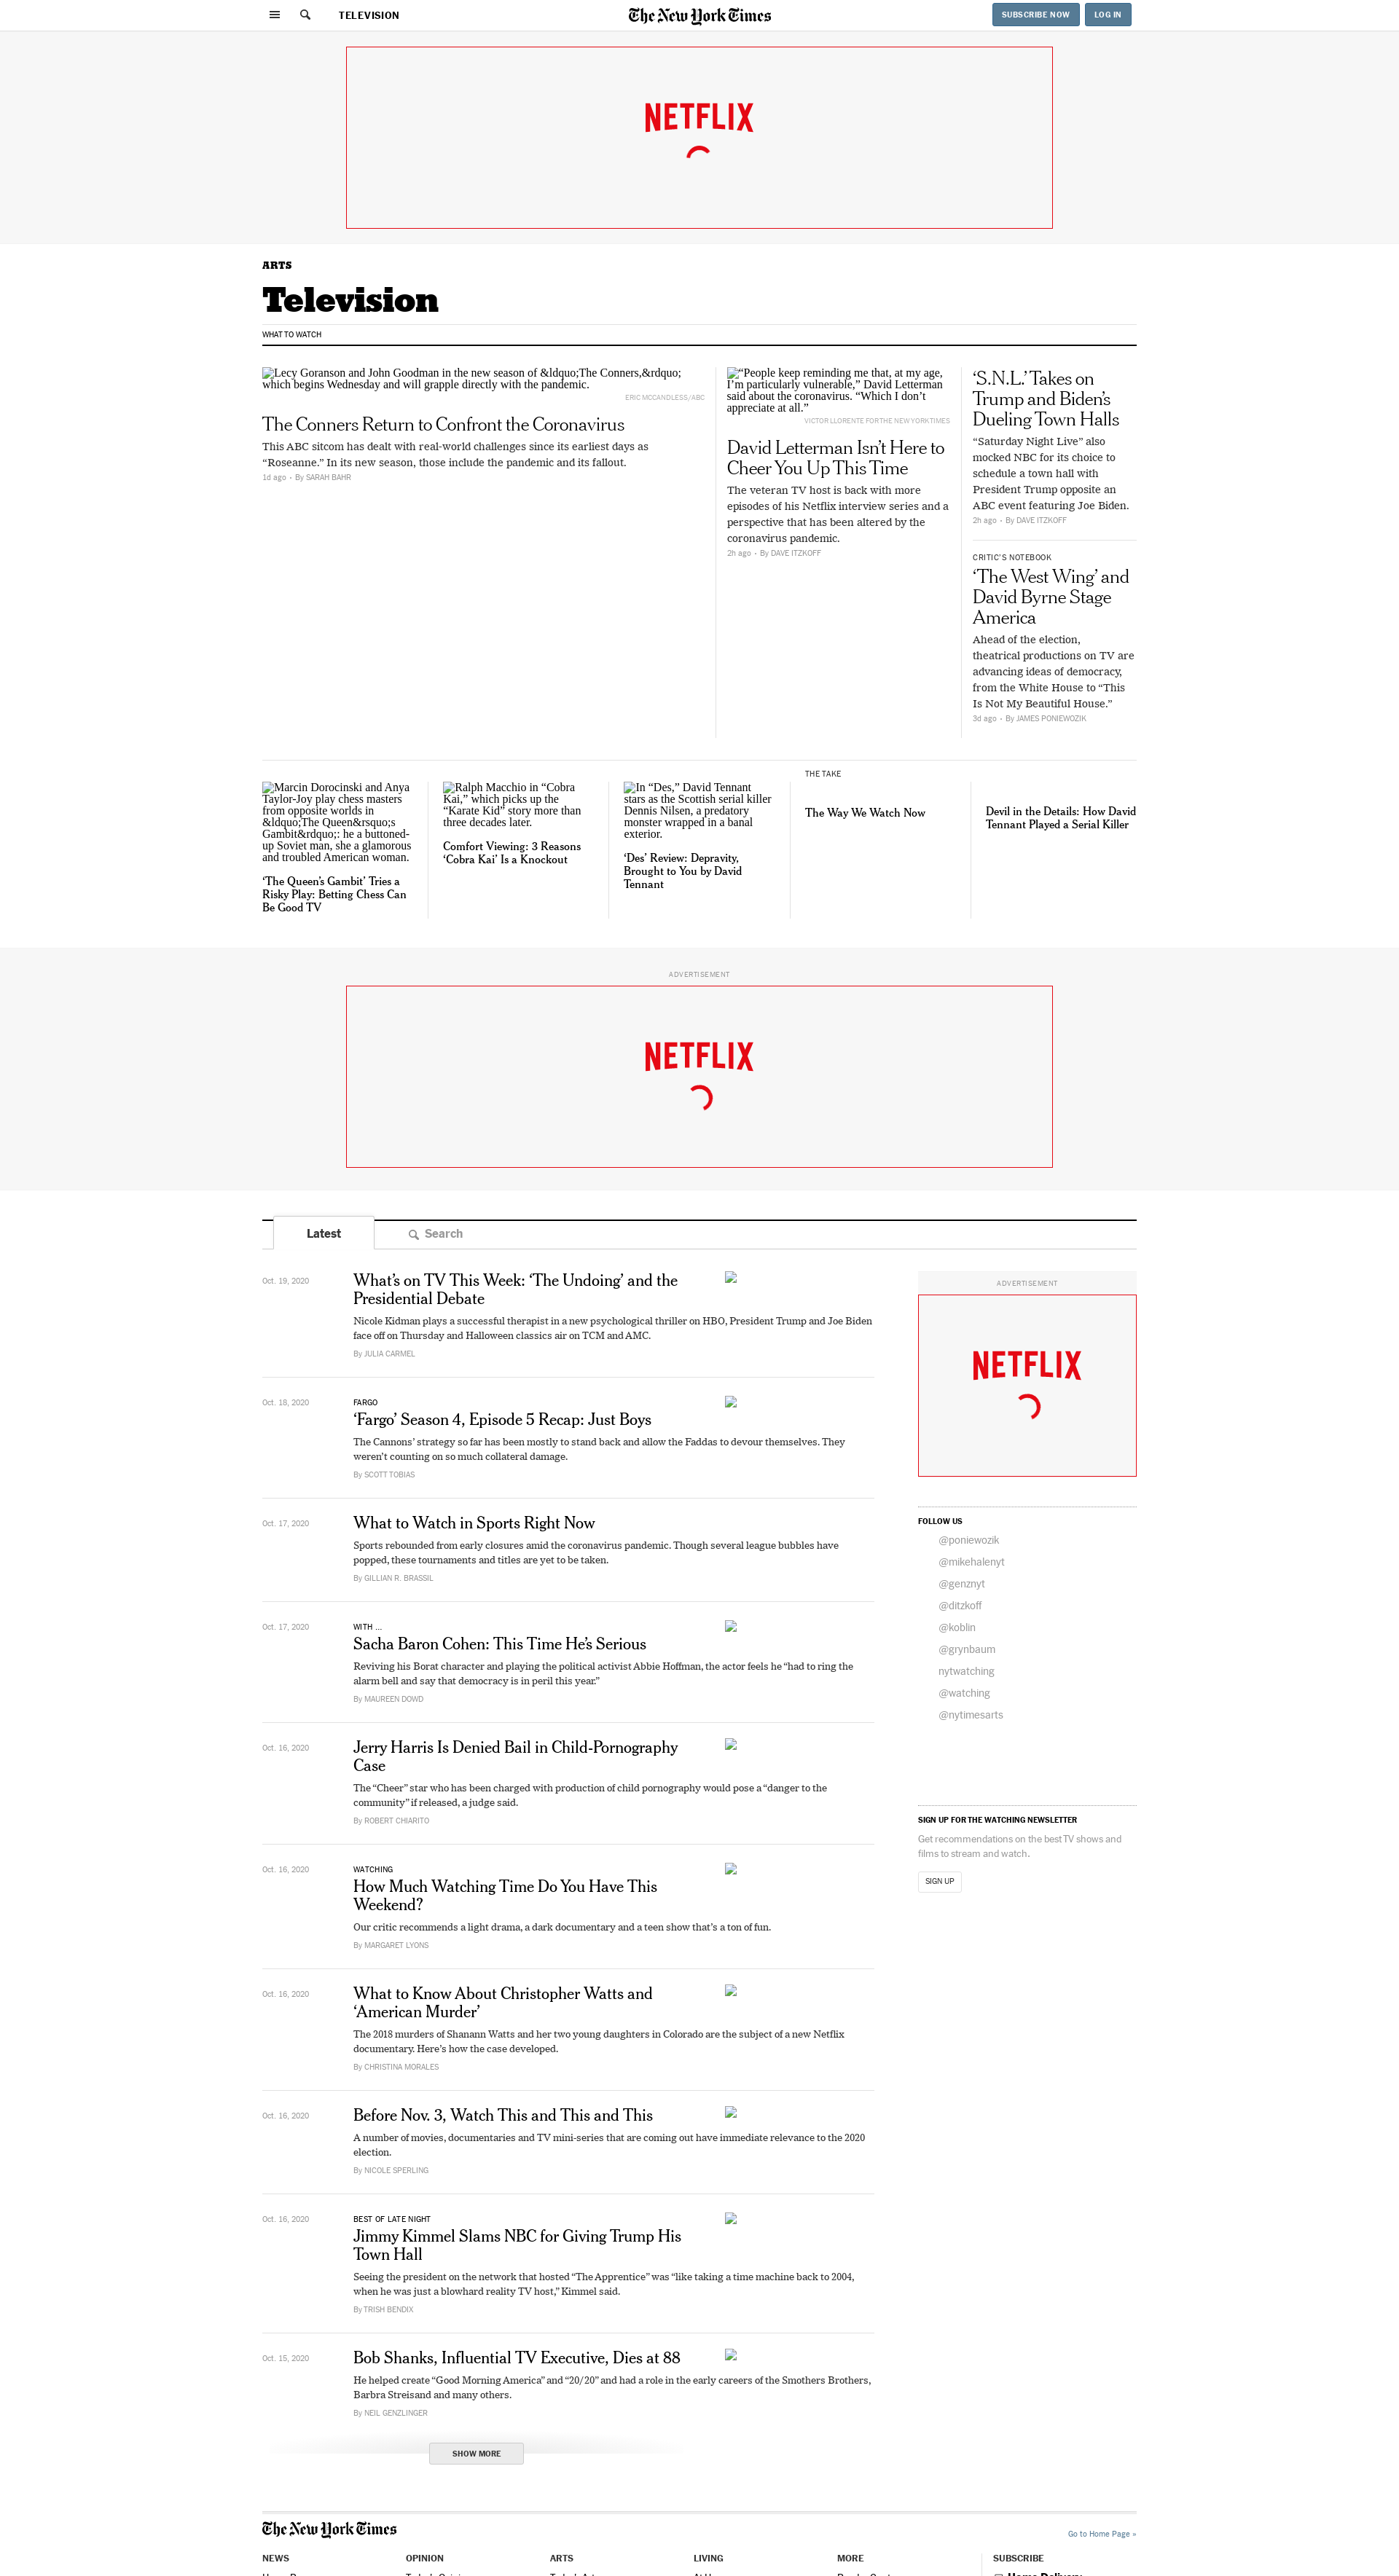 TELEVISION
The New York Times
SUBSCRIBE NOW
LOG IN
NETFLIX
ARTS
Television
WHAT TO WATCH
Lecy Goranson and John Goodman in the new season of &ldquo;The Conners,&rdquo;
which begins Wednesday and will grapple directly with the pandemic.
ERIC MCCANDLESS/ABC
The Conners Return to Confront the Coronavirus
This ABC sitcom has dealt with real-world challenges since its earliest days as
“Roseanne.” In its new season, those include the pandemic and its fallout.
1d ago • By SARAH BAHR
“People keep reminding me that, at my age,
I’m particularly vulnerable,” David Letterman
said about the coronavirus. “Which I don’t
appreciate at all.”
VICTOR LLORENTE FOR THE NEW YORK TIMES
David Letterman Isn’t Here to
Cheer You Up This Time
The veteran TV host is back with more
episodes of his Netflix interview series and a
perspective that has been altered by the
coronavirus pandemic.
2h ago • By DAVE ITZKOFF
‘S.N.L.’ Takes on
Trump and Biden’s
Dueling Town Halls
“Saturday Night Live” also
mocked NBC for its choice to
schedule a town hall with
President Trump opposite an
ABC event featuring Joe Biden.
2h ago • By DAVE ITZKOFF
CRITIC’S NOTEBOOK
‘The West Wing’ and
David Byrne Stage
America
Ahead of the election,
theatrical productions on TV are
advancing ideas of democracy,
from the White House to “This
Is Not My Beautiful House.”
3d ago • By JAMES PONIEWOZIK
Marcin Dorocinski and Anya
Taylor-Joy play chess masters
from opposite worlds in
&ldquo;The Queen&rsquo;s
Gambit&rdquo;: he a buttoned-
up Soviet man, she a glamorous
and troubled American woman.
‘The Queen’s Gambit’ Tries a
Risky Play: Betting Chess Can
Be Good TV
Ralph Macchio in “Cobra
Kai,” which picks up the
“Karate Kid” story more than
three decades later.
Comfort Viewing: 3 Reasons
‘Cobra Kai’ Is a Knockout
In “Des,” David Tennant
stars as the Scottish serial killer
Dennis Nilsen, a predatory
monster wrapped in a banal
exterior.
‘Des’ Review: Depravity,
Brought to You by David
Tennant
THE TAKE
The Way We Watch Now
Devil in the Details: How David
Tennant Played a Serial Killer
ADVERTISEMENT
NETFLIX
Latest
Search
Oct. 19, 2020
What’s on TV This Week: ‘The Undoing’ and the
Presidential Debate
Nicole Kidman plays a successful therapist in a new psychological thriller on HBO, President Trump and Joe Biden
face off on Thursday and Halloween classics air on TCM and AMC.
By JULIA CARMEL
Oct. 18, 2020
FARGO
‘Fargo’ Season 4, Episode 5 Recap: Just Boys
The Cannons’ strategy so far has been mostly to stand back and allow the Faddas to devour themselves. They
weren’t counting on so much collateral damage.
By SCOTT TOBIAS
Oct. 17, 2020
What to Watch in Sports Right Now
Sports rebounded from early closures amid the coronavirus pandemic. Though several league bubbles have
popped, these tournaments and titles are yet to be taken.
By GILLIAN R. BRASSIL
Oct. 17, 2020
WITH ...
Sacha Baron Cohen: This Time He’s Serious
Reviving his Borat character and playing the political activist Abbie Hoffman, the actor feels he “had to ring the
alarm bell and say that democracy is in peril this year.”
By MAUREEN DOWD
Oct. 16, 2020
Jerry Harris Is Denied Bail in Child-Pornography
Case
The “Cheer” star who has been charged with production of child pornography would pose a “danger to the
community” if released, a judge said.
By ROBERT CHIARITO
Oct. 16, 2020
WATCHING
How Much Watching Time Do You Have This
Weekend?
Our critic recommends a light drama, a dark documentary and a teen show that’s a ton of fun.
By MARGARET LYONS
Oct. 16, 2020
What to Know About Christopher Watts and
‘American Murder’
The 2018 murders of Shanann Watts and her two young daughters in Colorado are the subject of a new Netflix
documentary. Here’s how the case developed.
By CHRISTINA MORALES
Oct. 16, 2020
Before Nov. 3, Watch This and This and This
A number of movies, documentaries and TV mini-series that are coming out have immediate relevance to the 2020
election.
By NICOLE SPERLING
Oct. 16, 2020
BEST OF LATE NIGHT
Jimmy Kimmel Slams NBC for Giving Trump His
Town Hall
Seeing the president on the network that hosted “The Apprentice” was “like taking a time machine back to 2004,
when he was just a blowhard reality TV host,” Kimmel said.
By TRISH BENDIX
Oct. 15, 2020
Bob Shanks, Influential TV Executive, Dies at 88
He helped create “Good Morning America” and “20/20” and had a role in the early careers of the Smothers Brothers,
Barbra Streisand and many others.
By NEIL GENZLINGER
SHOW MORE
ADVERTISEMENT
NETFLIX
FOLLOW US
@poniewozik
@mikehalenyt
@genznyt
@ditzkoff
@koblin
@grynbaum
nytwatching
@watching
@nytimesarts
SIGN UP FOR THE WATCHING NEWSLETTER
Get recommendations on the best TV shows and
films to stream and watch.
SIGN UP
The New York Times
Go to Home Page »
NEWS
OPINION
ARTS
LIVING
MORE
SUBSCRIBE